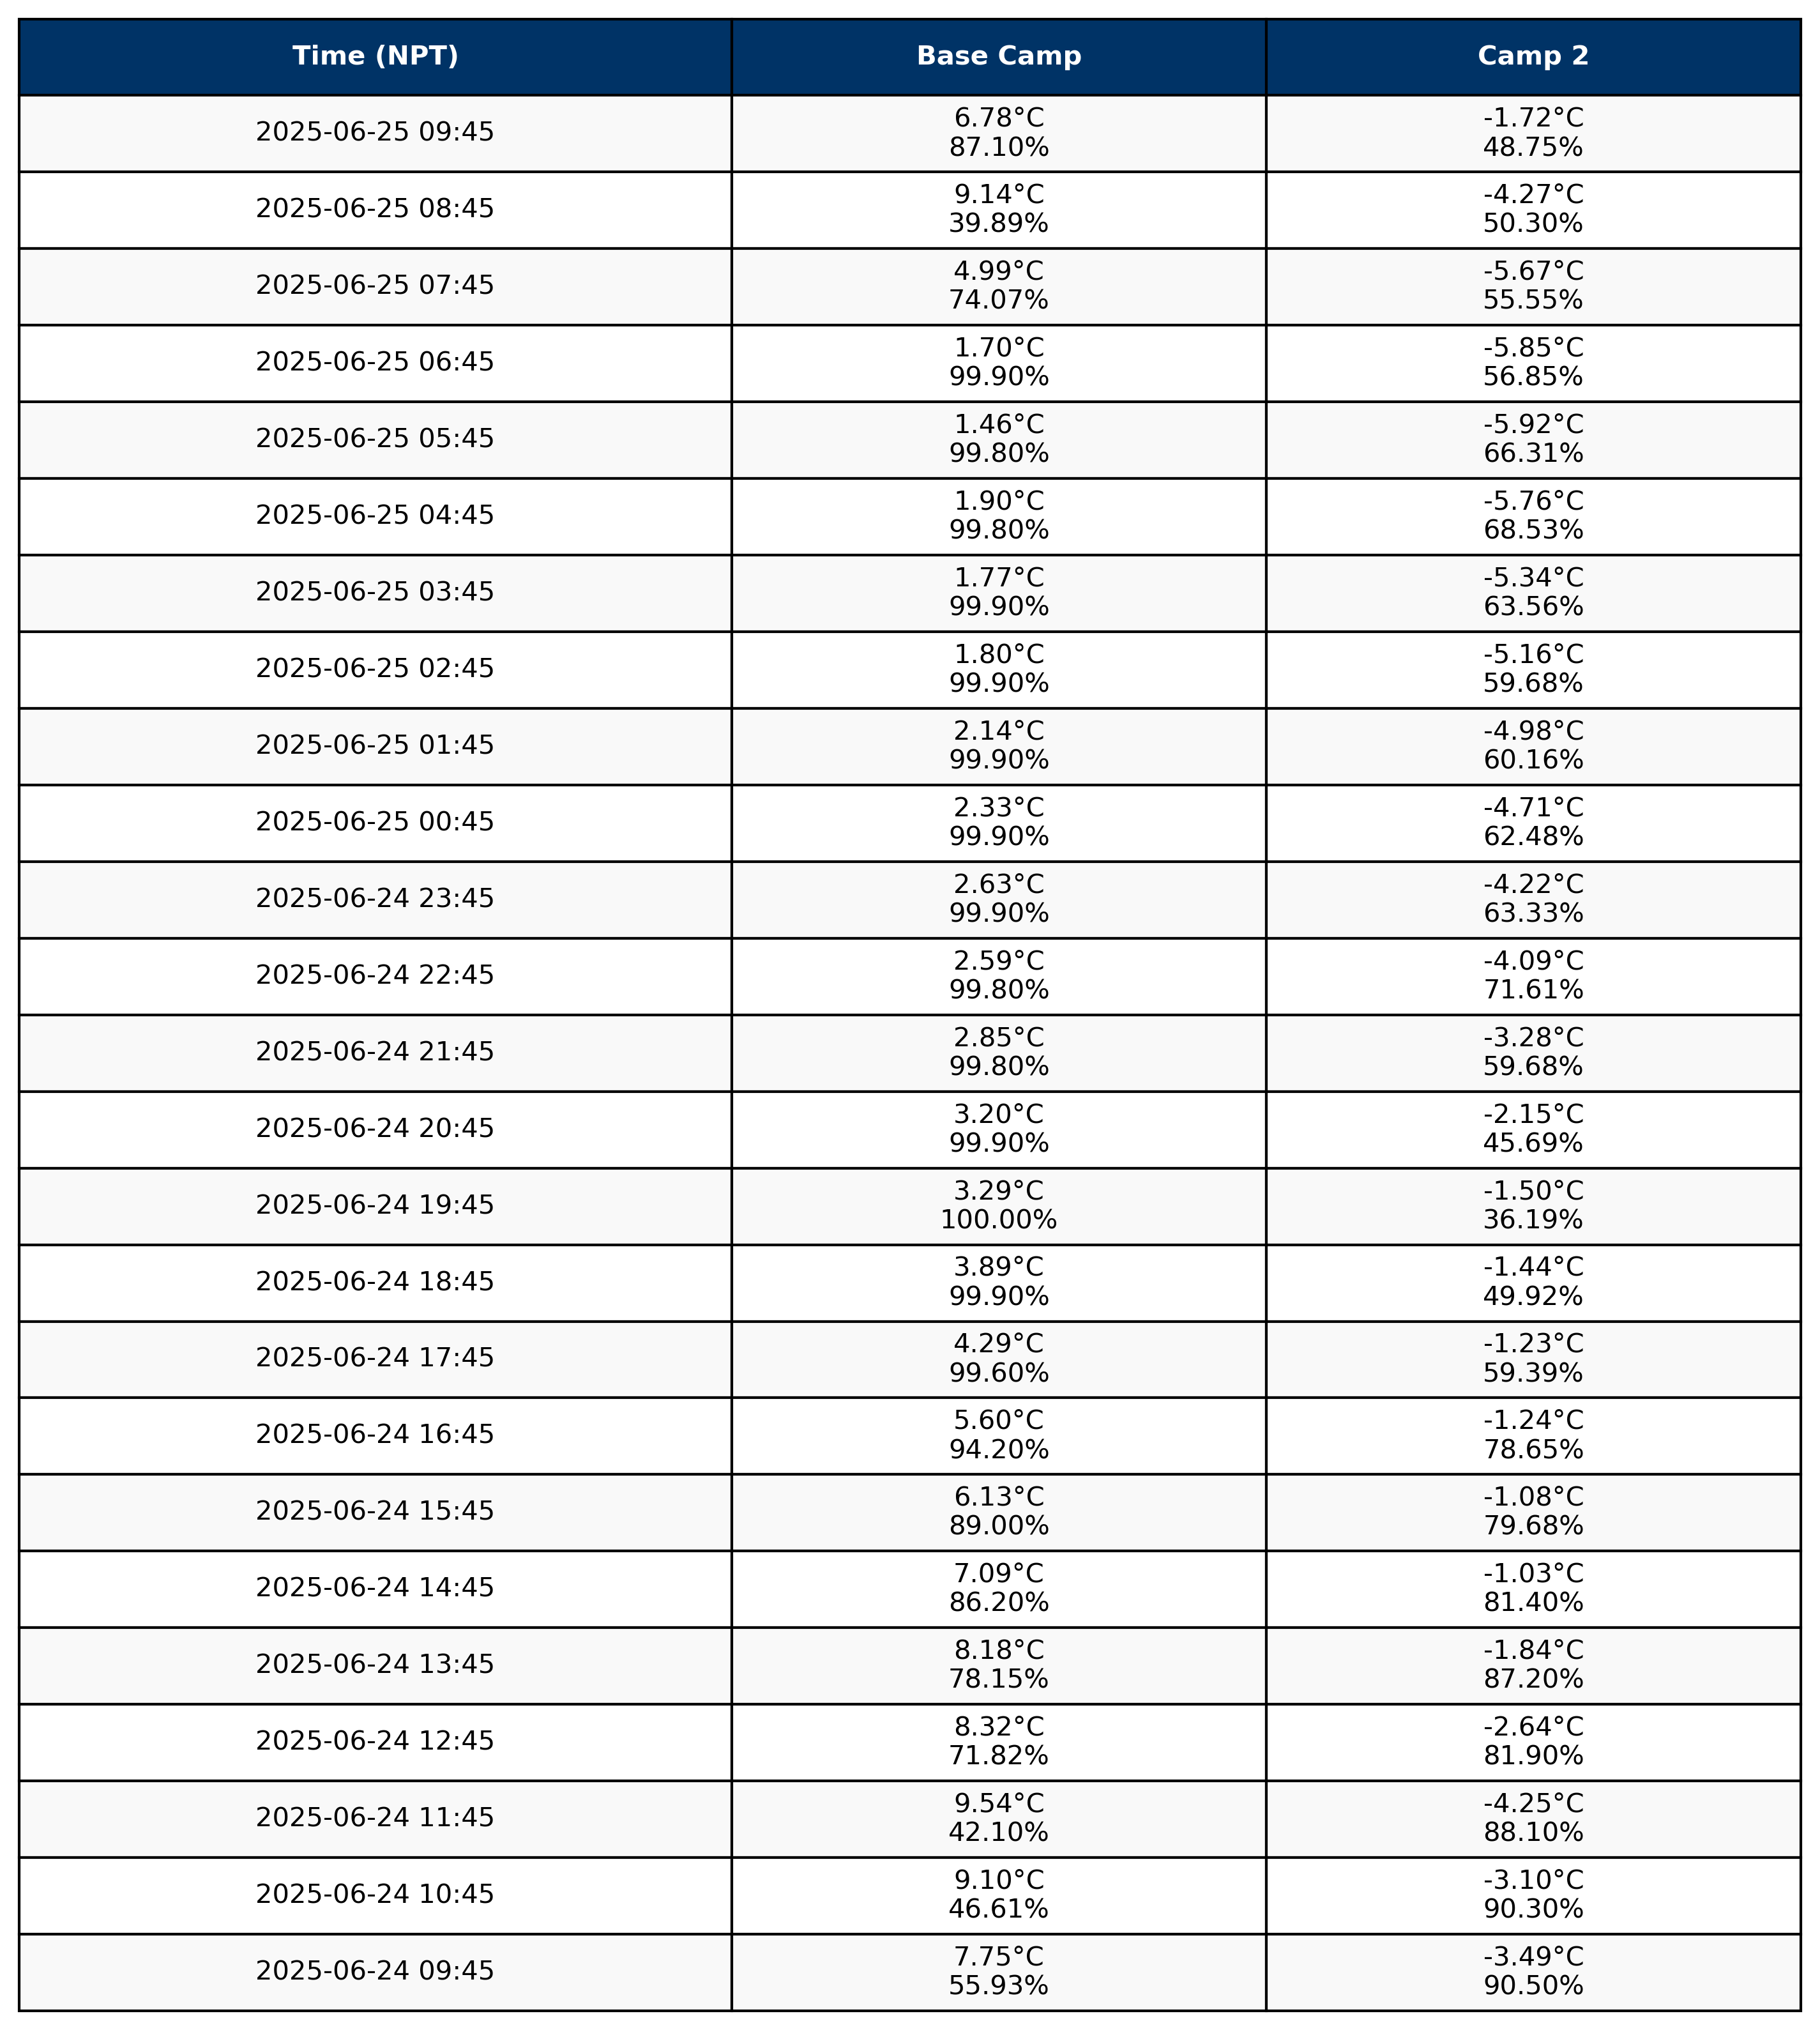 Time (NPT) Base Camp Camp 2
2025-06-25 09:45 6.78°C -1.72°C
87.10% 48.75%
2025-06-25 08:45 9.14°C -4.27°C
39.89% 50.30%
2025-06-25 07:45 4.99°C -5.67°C
74.07% 55.55%
2025-06-25 06:45 1.70°C -5.85°C
99.90% 56.85%
2025-06-25 05:45 1.46°C -5.92°C
99.80% 66.31%
2025-06-25 04:45 1.90°C -5.76°C
99.80% 68.53%
2025-06-25 03:45 1.77°C -5.34°C
99.90% 63.56%
2025-06-25 02:45 1.80°C -5.16°C
99.90% 59.68%
2025-06-25 01:45 2.14°C -4.98°C
99.90% 60.16%
2025-06-25 00:45 2.33°C -4.71°C
99.90% 62.48%
2025-06-24 23:45 2.63°C -4.22°C
99.90% 63.33%
2025-06-24 22:45 2.59°C -4.09°C
99.80% 71.61%
2025-06-24 21:45 2.85°C -3.28°C
99.80% 59.68%
2025-06-24 20:45 3.20°C -2.15°C
99.90% 45.69%
2025-06-24 19:45 3.29°C -1.50°C
100.00% 36.19%
2025-06-24 18:45 3.89°C -1.44°C
99.90% 49.92%
2025-06-24 17:45 4.29°C -1.23°C
99.60% 59.39%
2025-06-24 16:45 5.60°C -1.24°C
94.20% 78.65%
2025-06-24 15:45 6.13°C -1.08°C
89.00% 79.68%
2025-06-24 14:45 7.09°C -1.03°C
86.20% 81.40%
2025-06-24 13:45 8.18°C -1.84°C
78.15% 87.20%
2025-06-24 12:45 8.32°C -2.64°C
71.82% 81.90%
2025-06-24 11:45 9.54°C -4.25°C
42.10% 88.10%
2025-06-24 10:45 9.10°C -3.10°C
46.61% 90.30%
2025-06-24 09:45 7.75°C -3.49°C
55.93% 90.50%